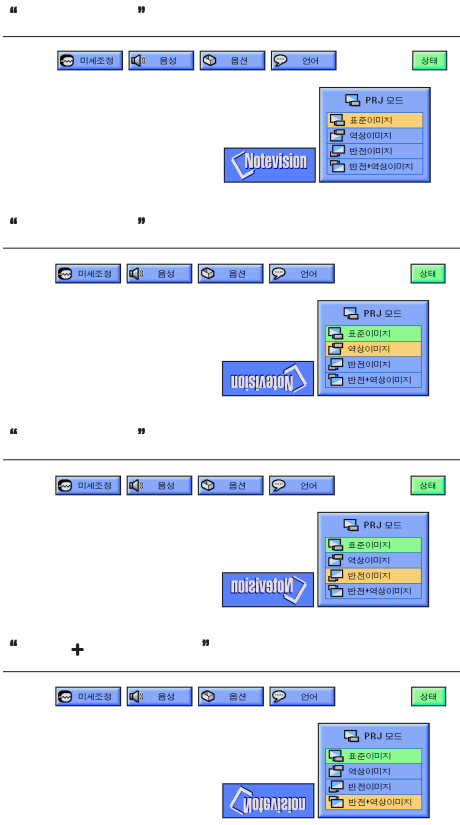 “ ”
미세조정 음성 옵션 언어 상태
PRJ 모드
표준이미지
역상이미지
반전이미지
반전+역상이미지
Notevision
“ ”
미세조정 음성 옵션 언어 상태
PRJ 모드
표준이미지
역상이미지
반전이미지
반전+역상이미지
Notevision
“ ”
미세조정 음성 옵션 언어 상태
PRJ 모드
표준이미지
역상이미지
반전이미지
반전+역상이미지
Notevision
“ + ”
미세조정 음성 옵션 언어 상태
PRJ 모드
표준이미지
역상이미지
반전이미지
반전+역상이미지
Notevision